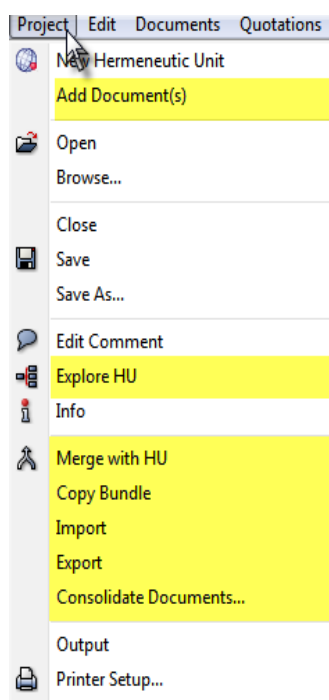 Project Edit Documents Quotations
New Hermeneutic Unit
Add Document(s)
Open
Browse...
Close
Save
Save As...
Edit Comment
Explore HU
Info
Merge with HU
Copy Bundle
Import
Export
Consolidate Documents...
Output
Printer Setup...